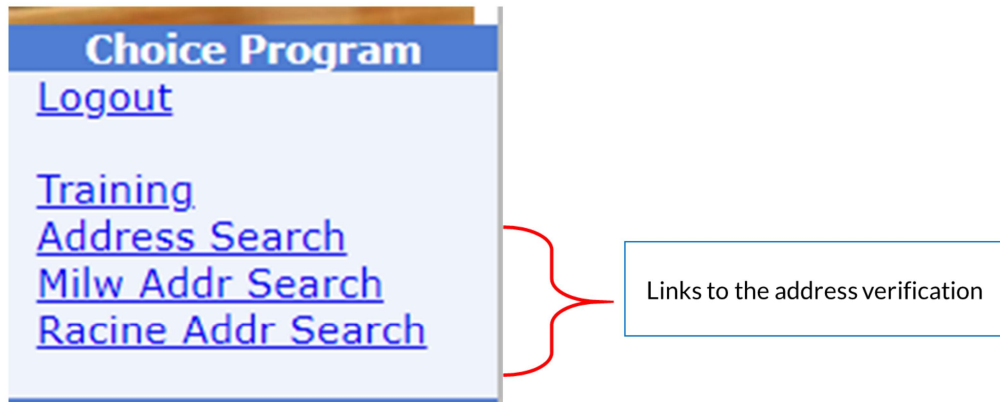 Choice Program
Logout
Training
Address Search
Milw Addr Search
Racine Addr Search
Links to the address verification